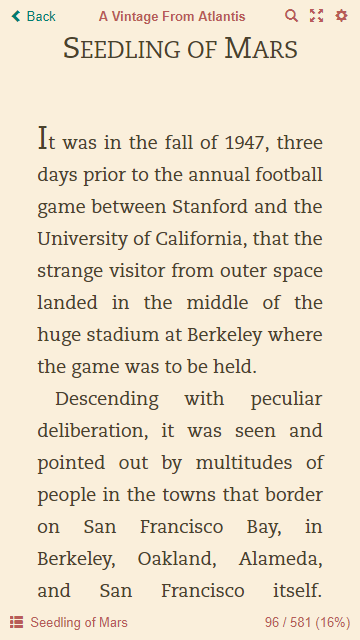 Back
A Vintage From Atlantis
Seedling of Mars
It was in the fall of 1947, three
days prior to the annual football
game between Stanford and the
University of California, that the
strange visitor from outer space
landed in the middle of the
huge stadium at Berkeley where
the game was to be held.
Descending with peculiar
deliberation, it was seen and
pointed out by multitudes of
people in the towns that border
on San Francisco Bay, in
Berkeley, Oakland, Alameda,
and San Francisco itself.
Seedling of Mars
96 / 581 (16%)